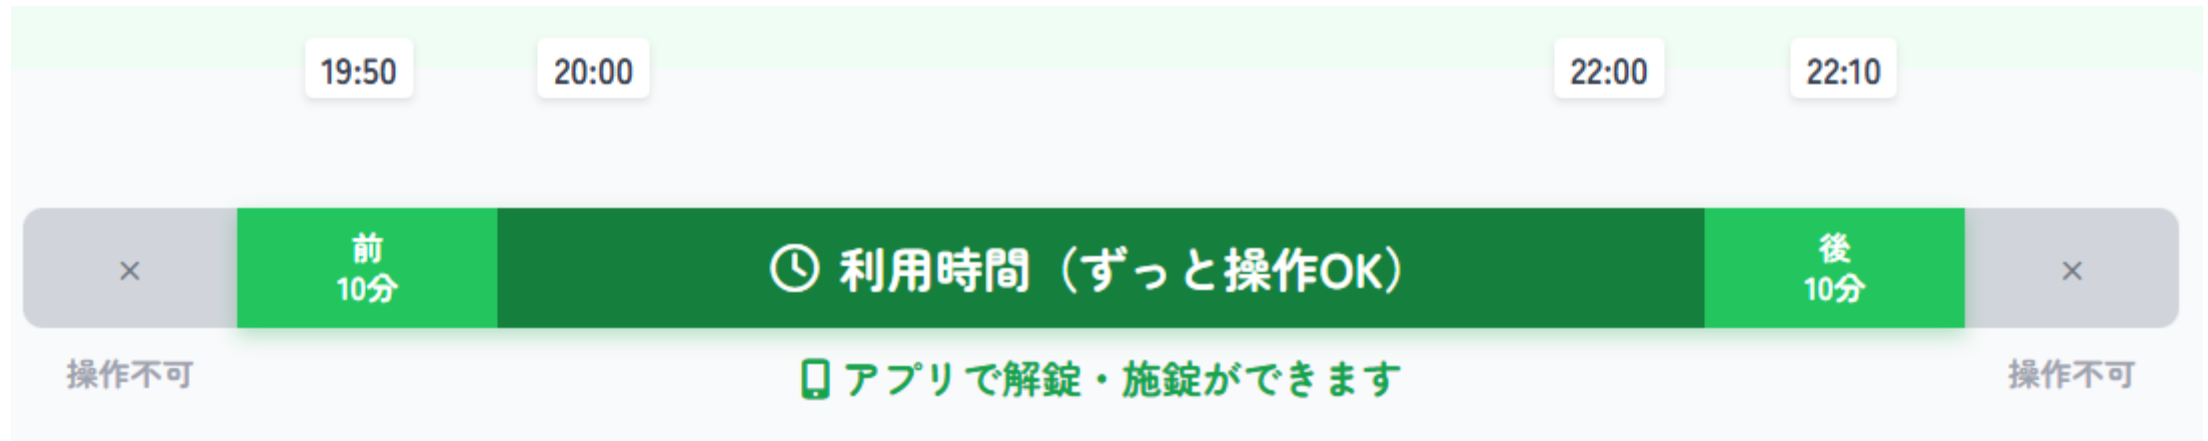 19:50 20:00 22:00 22:10
×
前
10分
利用時間（ずっと操作OK）
後
10分
×
操作不可
アプリで解錠・施錠ができます
操作不可